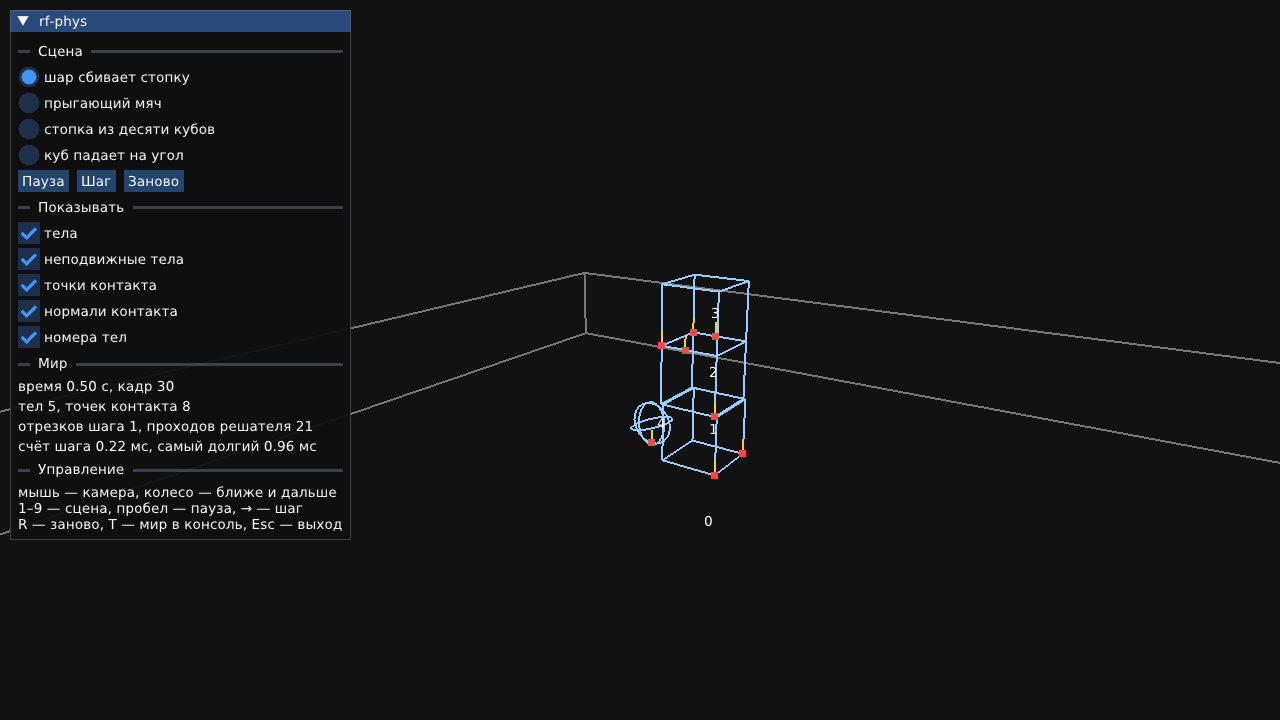 rf-phys
Сцена
шар сбивает стопку
прыгающий мяч
стопка из десяти кубов
куб падает на угол
Пауза Шаг Заново
Показывать
тела
неподвижные тела
точки контакта
нормали контакта
номера тел
Мир
время 0.50 с, кадр 30
тел 5, точек контакта 8
отрезков шага 1, проходов решателя 21
счёт шага 0.22 мс, самый долгий 0.96 мс
Управление
мышь — камера, колесо — ближе и дальше
1–9 — сцена, пробел — пауза, → — шаг
R — заново, T — мир в консоль, Esc — выход
3
2
1
0